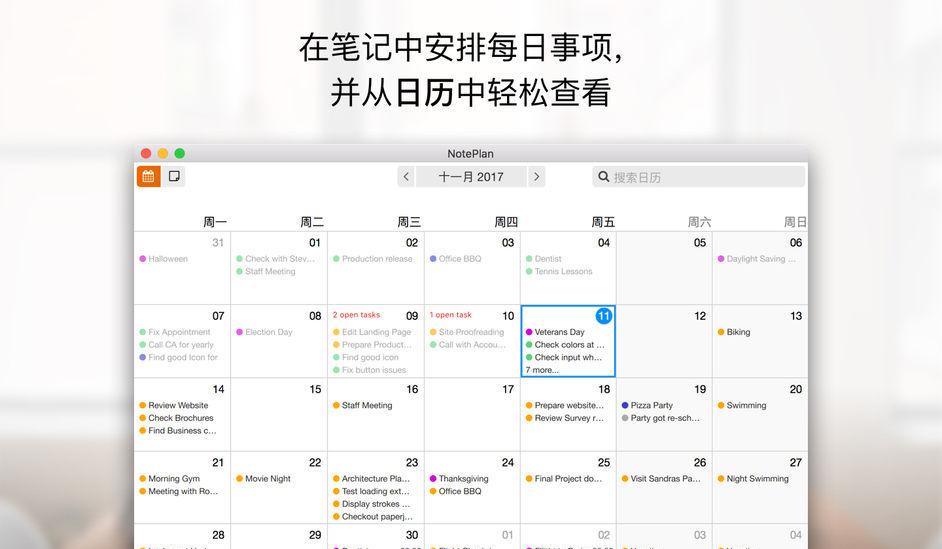 在笔记中安排每日事项,
并从日历中轻松查看
NotePlan
十一月 2017
搜索日历
周一 周二 周三 周四 周五 周六 周日
31 01 02 03 04 05 06
Halloween
Check with Stev...
Staff Meeting
Production release
Office BBQ
Dentist
Tennis Lessons
Daylight Saving ...
07 08 2 open tasks 09 1 open task 10 11 12 13
Fix Appointment
Call CA for yearly
Find good Icon for
Election Day
Edit Landing Page
Prepare Product...
Find good icon
Fix button issues
Site Proofreading
Call with Accou...
Veterans Day
Check colors at ...
Check input wh...
7 more...
Biking
14 15 16 17 18 19 20
Review Website
Check Brochures
Find Business c...
Staff Meeting
Prepare website...
Review Survey r...
Pizza Party
Party got re-sch...
Swimming
21 22 23 24 25 26 27
Morning Gym
Meeting with Ro...
Movie Night
Architecture Pla...
Test loading ext...
Display strokes ...
Checkout paperj...
Thanksgiving
Office BBQ
Final Project do...
Visit Sandras Pa...
Night Swimming
28 29 30 01 02 03 04